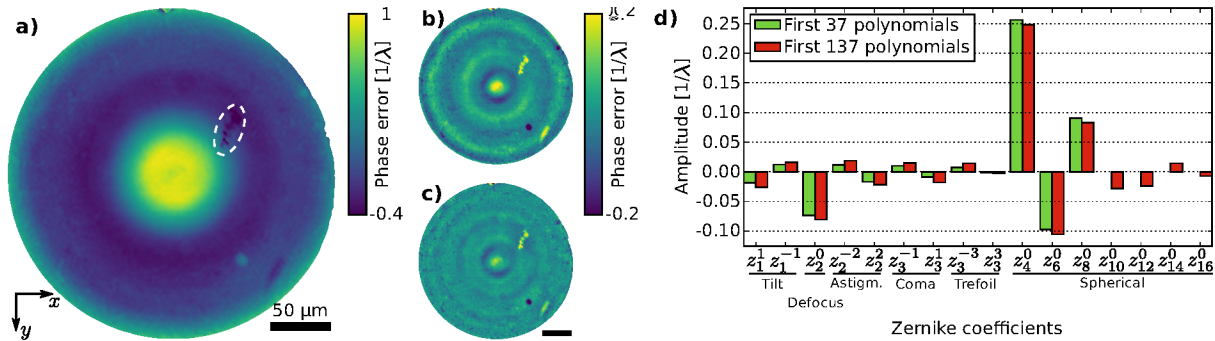 a)
1
Phase error [1/λ]
-0.4
x
y
50 μm
b)
0.2
Phase error [1/λ]
-0.2
c)
d)
First 37 polynomials
First 137 polynomials
Amplitude [1/λ]
0.25
0.20
0.15
0.10
0.05
0.00
-0.05
-0.10
z₁¹ z₁⁻¹ z₂⁰ z₂⁻² z₂² z₃⁻¹ z₃¹ z₃⁻³ z₃³ z₄⁰ z₆⁰ z₈⁰ z₁₀⁰ z₁₂⁰ z₁₄⁰ z₁₆⁰
Tilt Astigm. Coma Trefoil Spherical
Defocus
Zernike coefficients